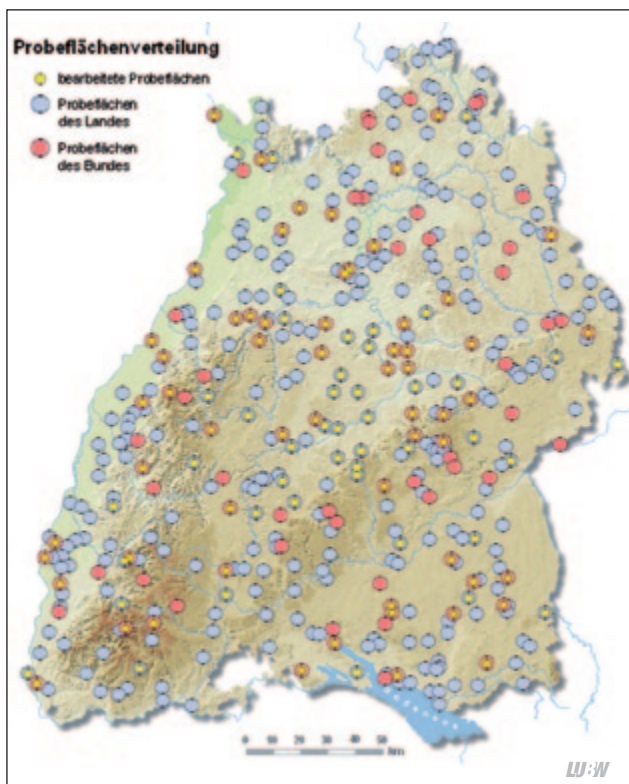 Probeflächenverteilung
bearbeitete Probeflächen
Probeflächen
des Landes
Probeflächen
des Bundes
0 10 20 30 40 50
km
LUBW